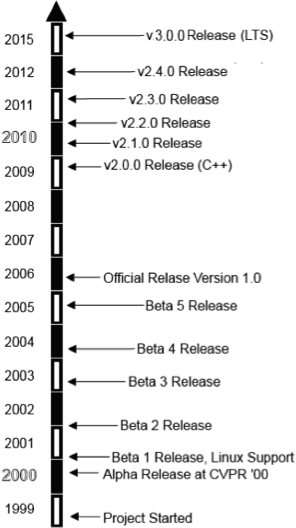 2015
v3.0.0 Release (LTS)
2012
v2.4.0 Release
2011
v2.3.0 Release
v2.2.0 Release
2010
v2.1.0 Release
2009
v2.0.0 Release (C++)
2008
2007
2006
Official Relase Version 1.0
2005
Beta 5 Release
2004
Beta 4 Release
2003
Beta 3 Release
2002
Beta 2 Release
2001
Beta 1 Release, Linux Support
2000
Alpha Release at CVPR '00
1999
Project Started